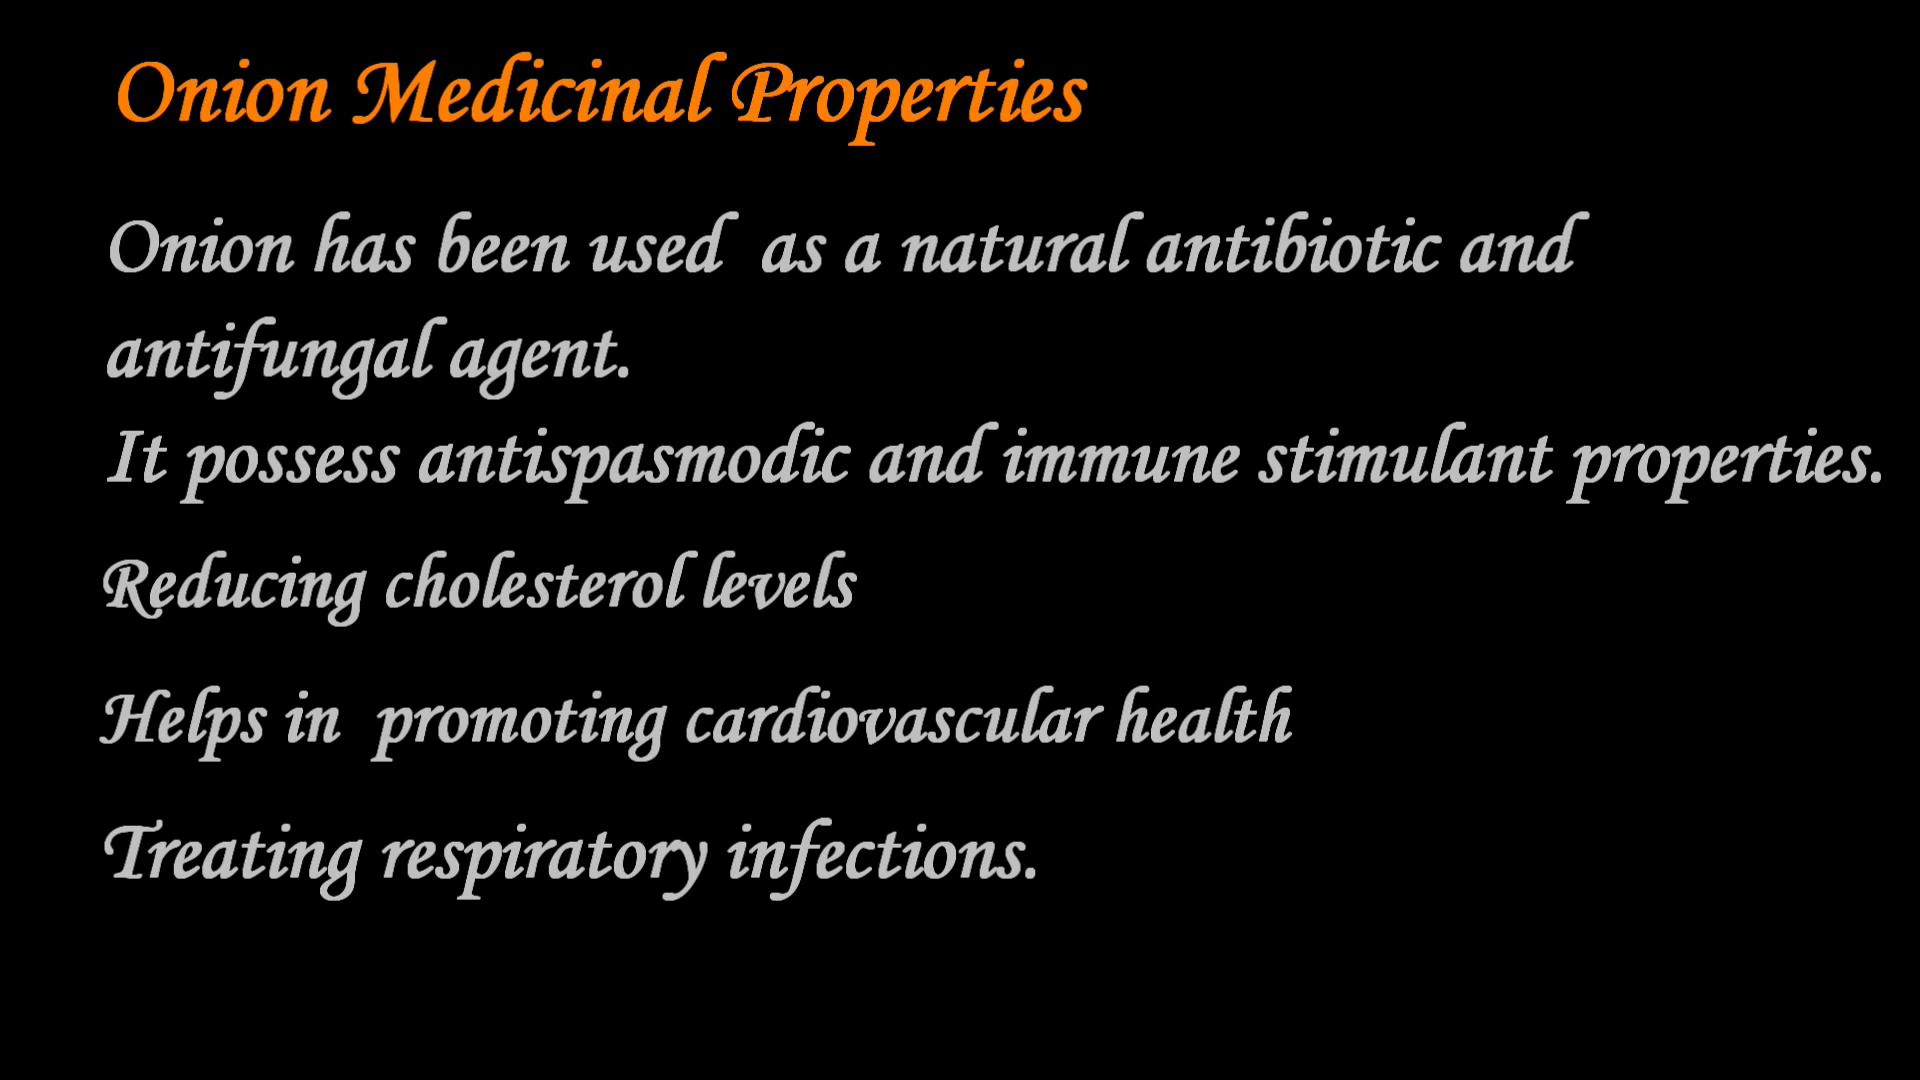 Onion Medicinal Properties
Onion has been used  as a natural antibiotic and
antifungal agent.
It possess antispasmodic and immune stimulant properties.
Reducing cholesterol levels
Helps in  promoting cardiovascular health
Treating respiratory infections.